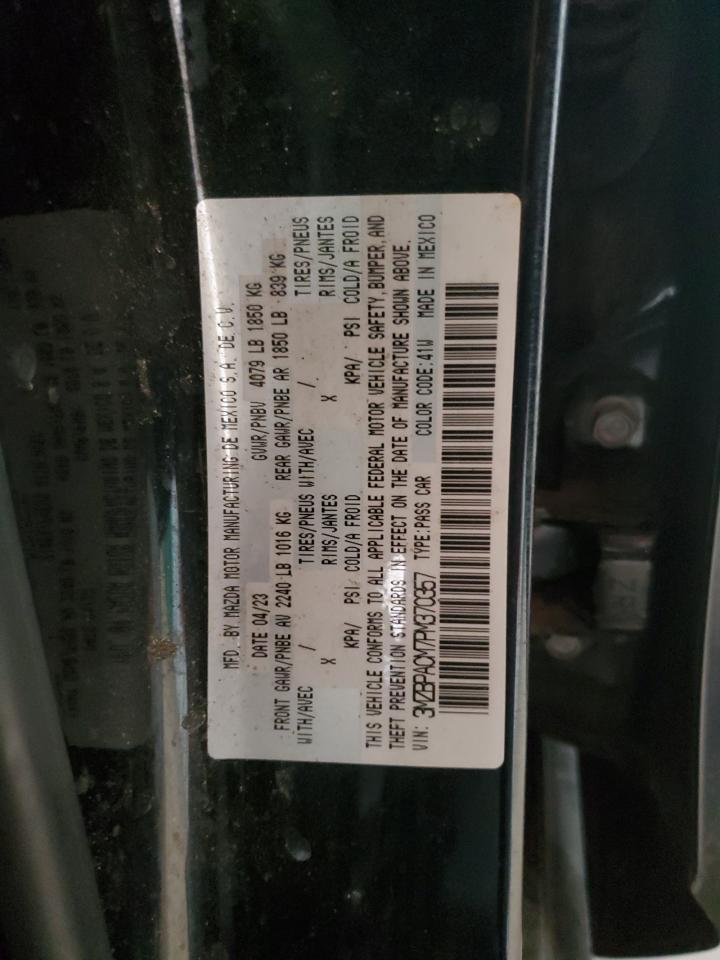 MFD. BY MAZDA MOTOR MANUFACTURING DE MEXICO S.A. DE C.V.
DATE 04/23 GVWR/PNBV 4079 LB 1850 KG
FRONT GAWR/PNBE AV 2240 LB 1016 KG REAR GAWR/PNBE AR 1850 LB 839 KG
WITH/AVEC / TIRES/PNEUS WITH/AVEC / TIRES/PNEUS
X RIMS/JANTES X RIMS/JANTES
KPA/ PSI COLD/A FROID KPA/ PSI COLD/A FROID
THIS VEHICLE CONFORMS TO ALL APPLICABLE FEDERAL MOTOR VEHICLE SAFETY, BUMPER, AND
THEFT PREVENTION STANDARDS IN EFFECT ON THE DATE OF MANUFACTURE SHOWN ABOVE.
VIN: 3MZBPACM7PM370357 TYPE:PASS CAR COLOR CODE:41W MADE IN MEXICO